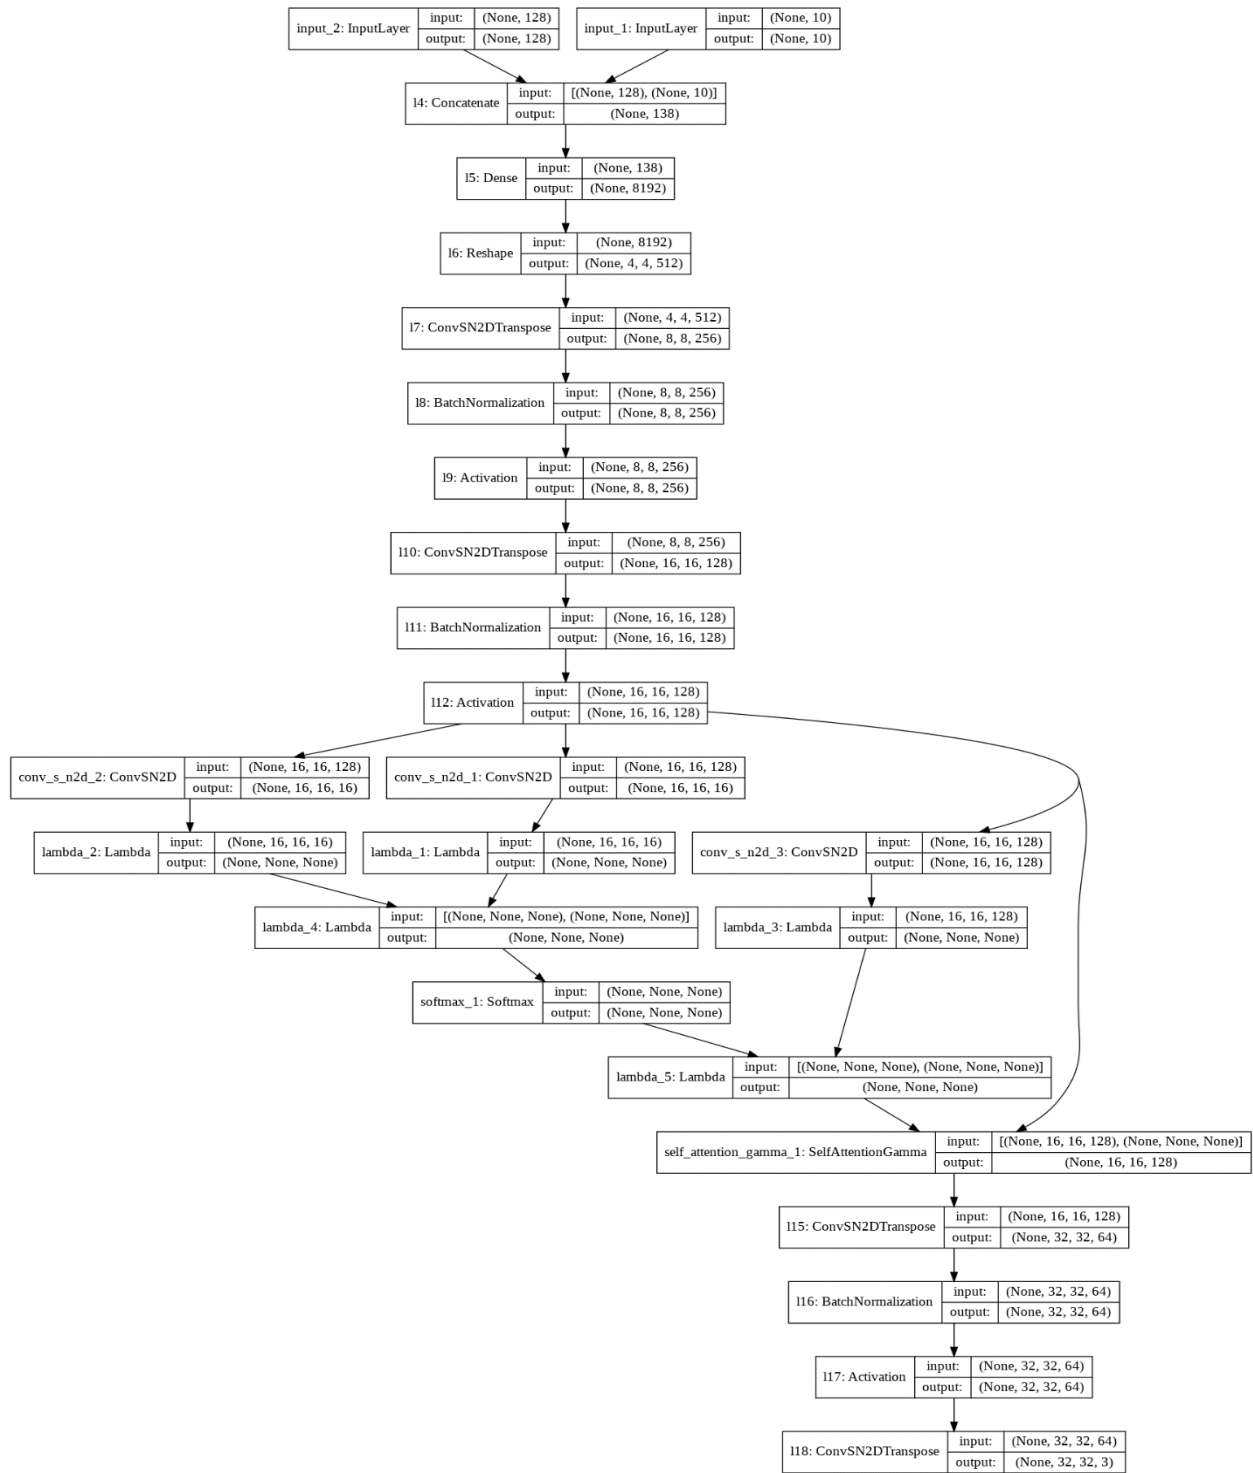 input_2: InputLayer input: (None, 128)
output: (None, 128)
input_1: InputLayer input: (None, 10)
output: (None, 10)
l4: Concatenate input: [(None, 128), (None, 10)]
output: (None, 138)
l5: Dense input: (None, 138)
output: (None, 8192)
l6: Reshape input: (None, 8192)
output: (None, 4, 4, 512)
l7: ConvSN2DTranspose input: (None, 4, 4, 512)
output: (None, 8, 8, 256)
l8: BatchNormalization input: (None, 8, 8, 256)
output: (None, 8, 8, 256)
l9: Activation input: (None, 8, 8, 256)
output: (None, 8, 8, 256)
l10: ConvSN2DTranspose input: (None, 8, 8, 256)
output: (None, 16, 16, 128)
l11: BatchNormalization input: (None, 16, 16, 128)
output: (None, 16, 16, 128)
l12: Activation input: (None, 16, 16, 128)
output: (None, 16, 16, 128)
conv_s_n2d_2: ConvSN2D input: (None, 16, 16, 128)
output: (None, 16, 16, 16)
conv_s_n2d_1: ConvSN2D input: (None, 16, 16, 128)
output: (None, 16, 16, 16)
lambda_2: Lambda input: (None, 16, 16, 16)
output: (None, None, None)
lambda_1: Lambda input: (None, 16, 16, 16)
output: (None, None, None)
conv_s_n2d_3: ConvSN2D input: (None, 16, 16, 128)
output: (None, 16, 16, 128)
lambda_4: Lambda input: [(None, None, None), (None, None, None)]
output: (None, None, None)
lambda_3: Lambda input: (None, 16, 16, 128)
output: (None, None, None)
softmax_1: Softmax input: (None, None, None)
output: (None, None, None)
lambda_5: Lambda input: [(None, None, None), (None, None, None)]
output: (None, None, None)
self_attention_gamma_1: SelfAttentionGamma input: [(None, 16, 16, 128), (None, None, None)]
output: (None, 16, 16, 128)
l15: ConvSN2DTranspose input: (None, 16, 16, 128)
output: (None, 32, 32, 64)
l16: BatchNormalization input: (None, 32, 32, 64)
output: (None, 32, 32, 64)
l17: Activation input: (None, 32, 32, 64)
output: (None, 32, 32, 64)
l18: ConvSN2DTranspose input: (None, 32, 32, 64)
output: (None, 32, 32, 3)